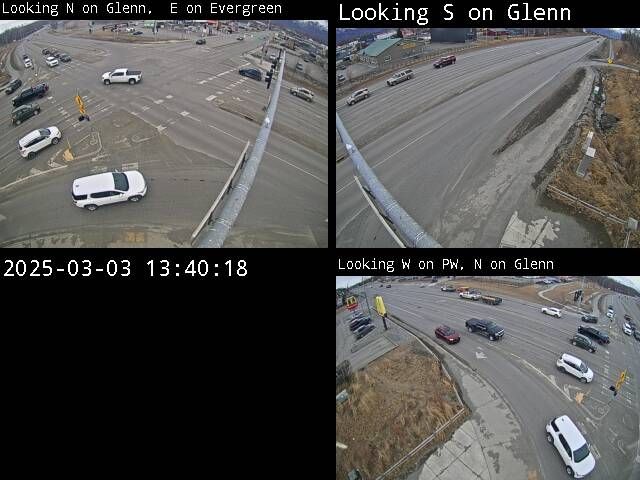 Looking N on Glenn,  E on Evergreen
Looking S on Glenn
2025-03-03 13:40:18
Looking W on PW, N on Glenn